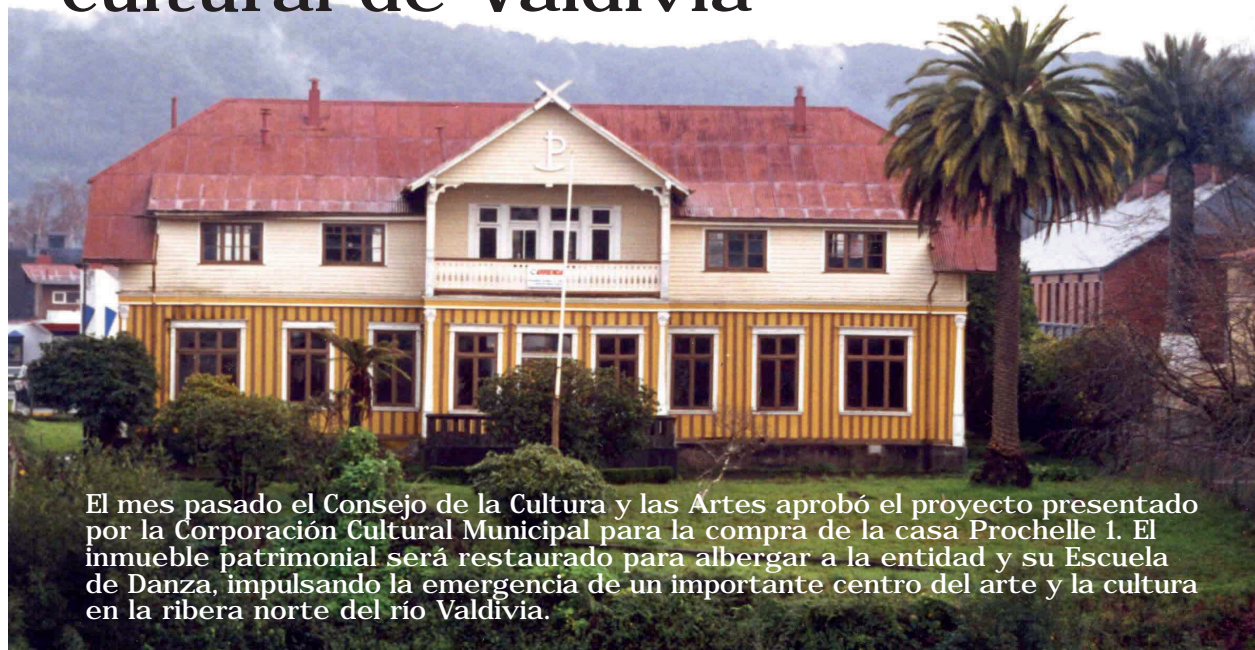 cultural de Valdivia
El mes pasado el Consejo de la Cultura y las Artes aprobó el proyecto presentado
por la Corporación Cultural Municipal para la compra de la casa Prochelle 1. El
inmueble patrimonial será restaurado para albergar a la entidad y su Escuela
de Danza, impulsando la emergencia de un importante centro del arte y la cultura
en la ribera norte del río Valdivia.